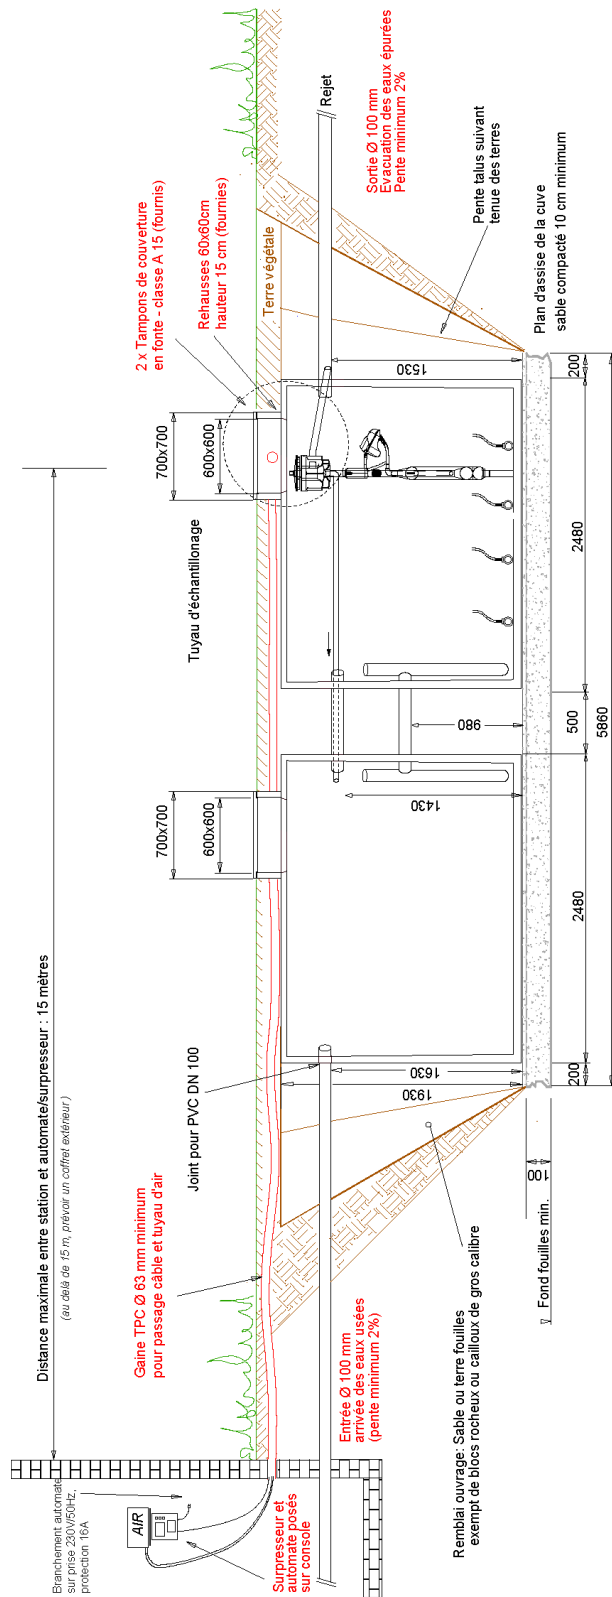 Distance maximale entre station et automate/surpresseur : 15 mètres
(au delà de 15 m, prévoir un coffret extérieur )
Branchement automate
sur prise 230V/50Hz,
protection 16A
AIR
Surpresseur et
automate posés
sur console
Gaine TPC Ø 63 mm minimum
pour passage câble et tuyau d'air
Joint pour PVC DN 100
Entrée Ø 100 mm
arrivée des eaux usées
(pente minimum 2%)
Remblai ouvrage: Sable ou terre fouilles
exempt de blocs rocheux ou cailloux de gros calibre
Fond fouilles min.
100
1930
1630
700x700
600x600
1430
980
Tuyau d'échantillonage
700x700
600x600
2 x Tampons de couverture
en fonte - classe A 15 (fournis)
Rehausses 60x60cm
hauteur 15 cm (fournies)
Terre végétale
Rejet
Sortie Ø 100 mm
Evacuation des eaux épurées
Pente minimum 2%
Pente talus suivant
tenue des terres
Plan d'assise de la cuve
sable compacté 10 cm minimum
1530
200
2480
500
2480
200
5860